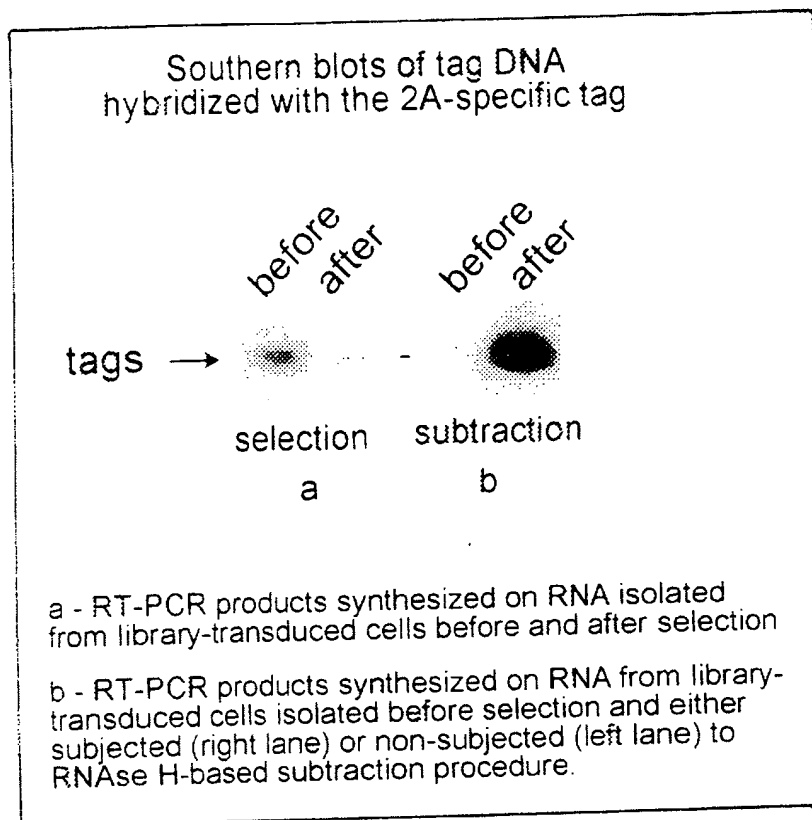 Southern blots of tag DNA
hybridized with the 2A-specific tag
before
after
before
after
tags
selection
subtraction
a
b
a - RT-PCR products synthesized on RNA isolated
from library-transduced cells before and after selection
b - RT-PCR products synthesized on RNA from library-
transduced cells isolated before selection and either
subjected (right lane) or non-subjected (left lane) to
RNAse H-based subtraction procedure.